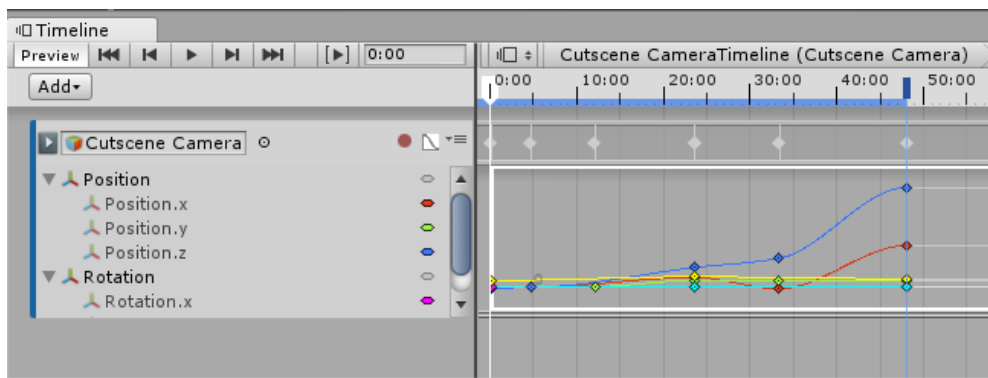 Timeline
Preview 0:00 Cutscene CameraTimeline (Cutscene Camera)
Add 0:00 10:00 20:00 30:00 40:00 50:00
Cutscene Camera
Position
Position.x
Position.y
Position.z
Rotation
Rotation.x